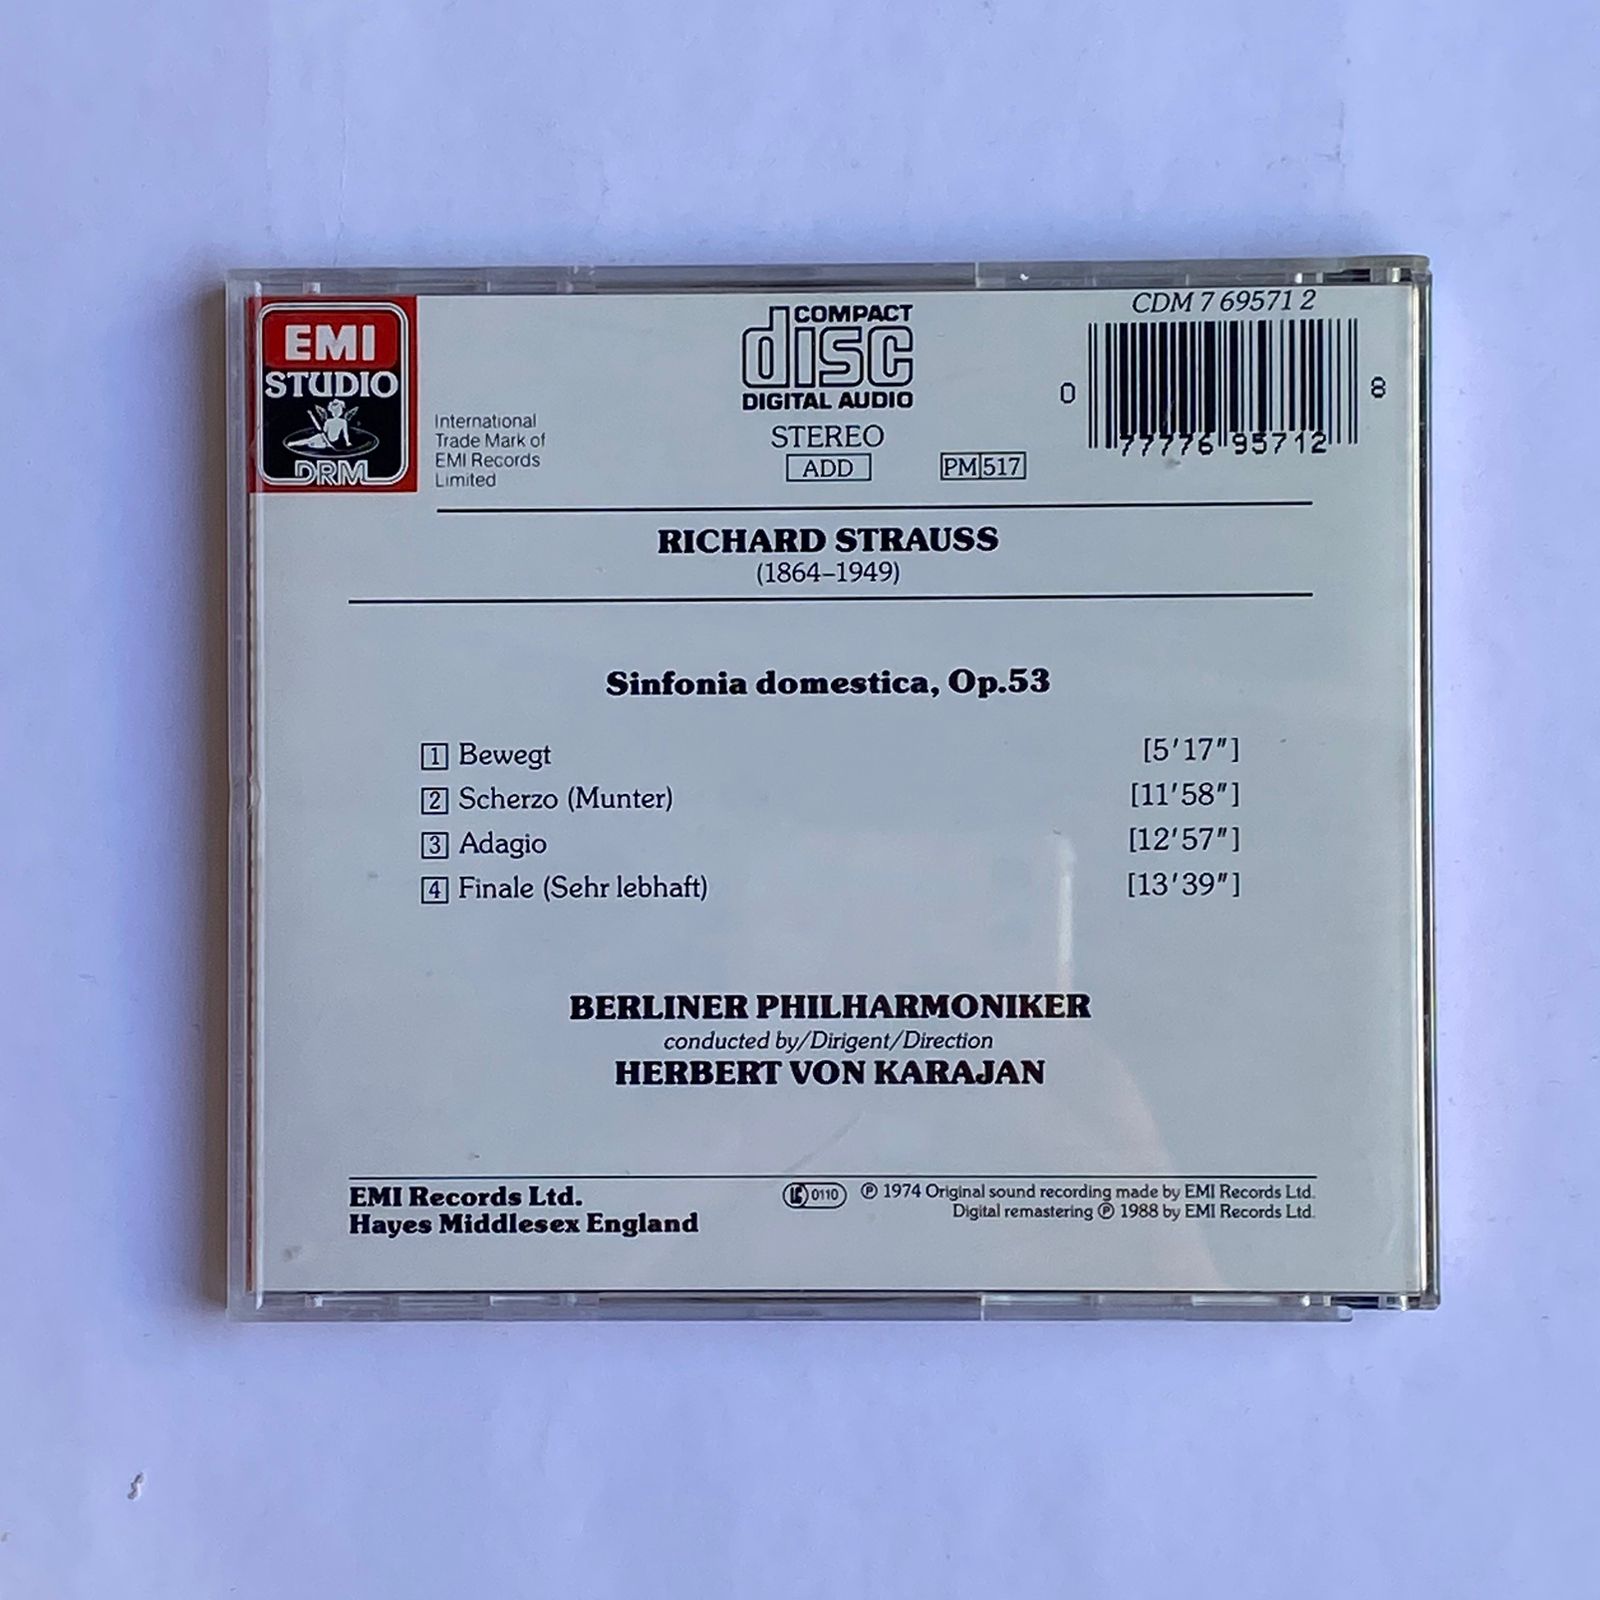 EMI
STUDIO
DRM
International
Trade Mark of
EMI Records
Limited
COMPACT
disc
DIGITAL AUDIO
STEREO
ADD
PM 517
CDM 7 69571 2
0 77776 95712 8
RICHARD STRAUSS
(1864–1949)
Sinfonia domestica, Op.53
1 Bewegt [5′17″]
2 Scherzo (Munter) [11′58″]
3 Adagio [12′57″]
4 Finale (Sehr lebhaft) [13′39″]
BERLINER PHILHARMONIKER
conducted by/Dirigent/Direction
HERBERT VON KARAJAN
EMI Records Ltd.
Hayes Middlesex England
LC 0110
℗ 1974 Original sound recording made by EMI Records Ltd.
Digital remastering ℗ 1988 by EMI Records Ltd.